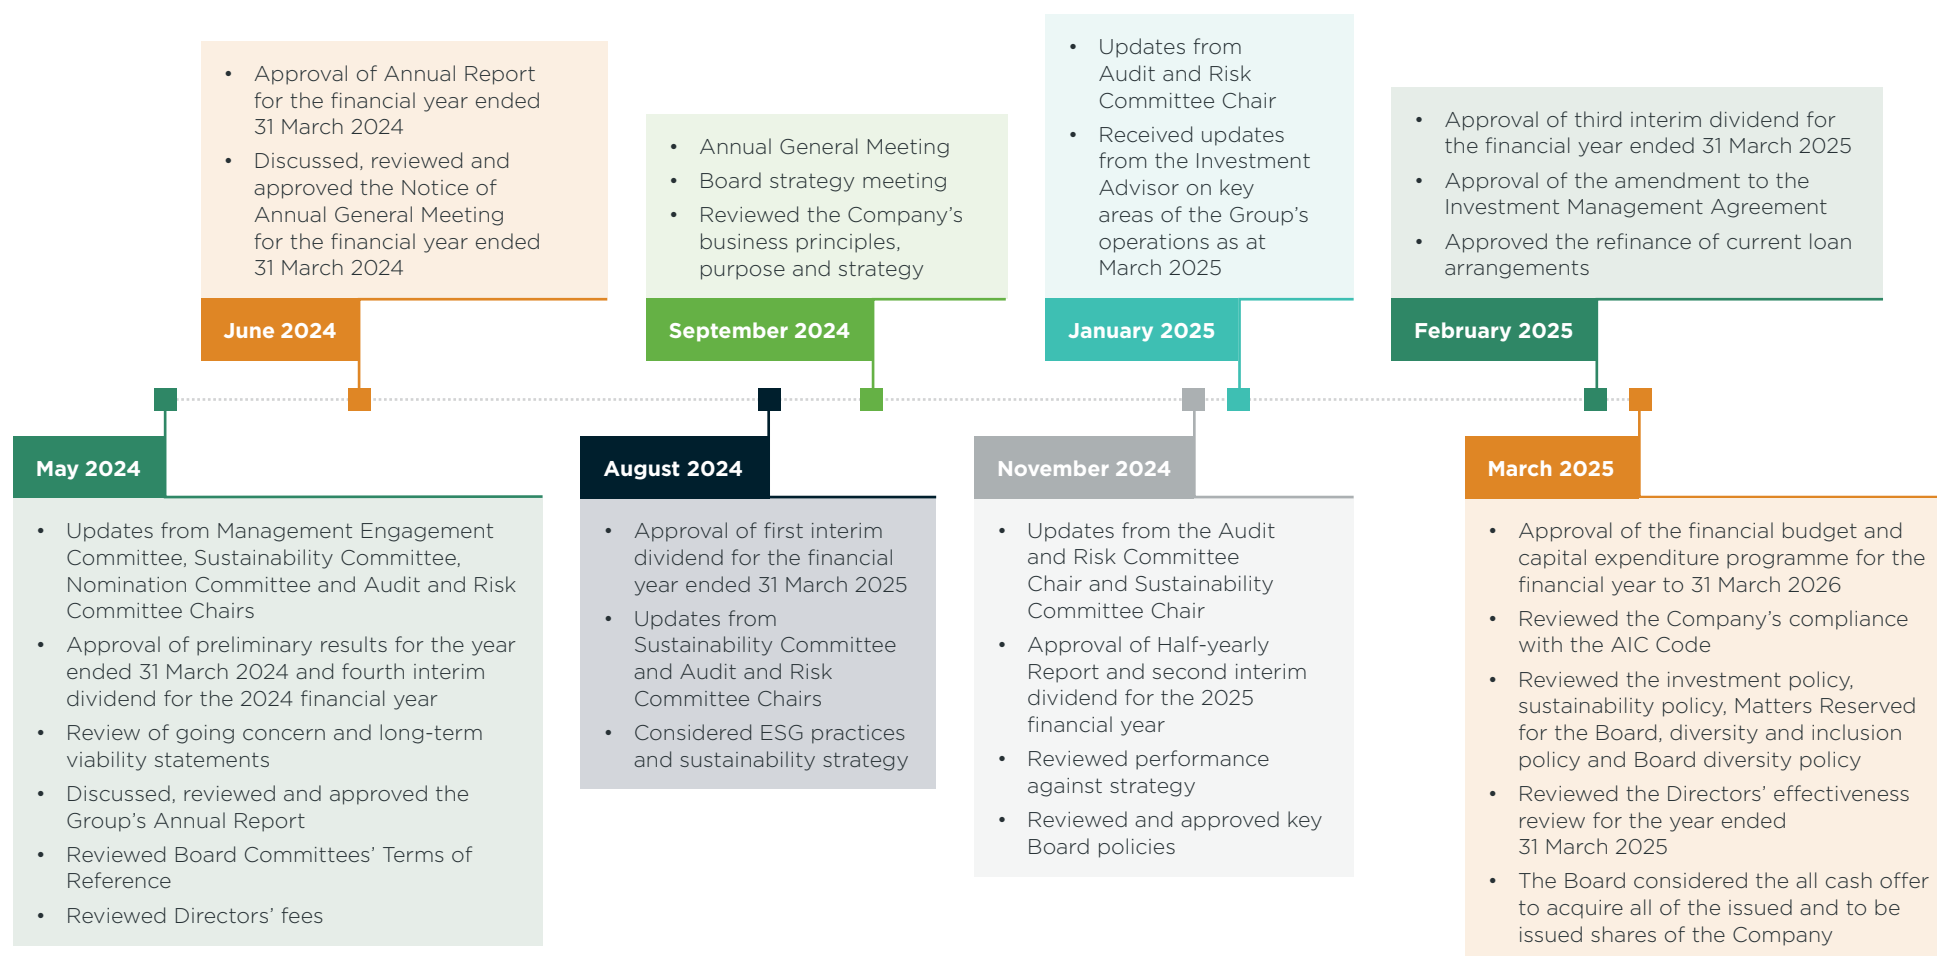 • Approval of Annual Report
for the financial year ended
31 March 2024
• Discussed, reviewed and
approved the Notice of
Annual General Meeting
for the financial year ended
31 March 2024
June 2024
• Annual General Meeting
• Board strategy meeting
• Reviewed the Company’s
business principles,
purpose and strategy
September 2024
• Updates from
Audit and Risk
Committee Chair
• Received updates
from the Investment
Advisor on key
areas of the Group’s
operations as at
March 2025
January 2025
• Approval of third interim dividend for
the financial year ended 31 March 2025
• Approval of the amendment to the
Investment Management Agreement
• Approved the refinance of current loan
arrangements
February 2025
May 2024
• Updates from Management Engagement
Committee, Sustainability Committee,
Nomination Committee and Audit and Risk
Committee Chairs
• Approval of preliminary results for the year
ended 31 March 2024 and fourth interim
dividend for the 2024 financial year
• Review of going concern and long-term
viability statements
• Discussed, reviewed and approved the
Group’s Annual Report
• Reviewed Board Committees’ Terms of
Reference
• Reviewed Directors’ fees
August 2024
• Approval of first interim
dividend for the financial
year ended 31 March 2025
• Updates from
Sustainability Committee
and Audit and Risk
Committee Chairs
• Considered ESG practices
and sustainability strategy
November 2024
• Updates from the Audit
and Risk Committee
Chair and Sustainability
Committee Chair
• Approval of Half-yearly
Report and second interim
dividend for the 2025
financial year
• Reviewed performance
against strategy
• Reviewed and approved key
Board policies
March 2025
• Approval of the financial budget and
capital expenditure programme for the
financial year to 31 March 2026
• Reviewed the Company’s compliance
with the AIC Code
• Reviewed the investment policy,
sustainability policy, Matters Reserved
for the Board, diversity and inclusion
policy and Board diversity policy
• Reviewed the Directors’ effectiveness
review for the year ended
31 March 2025
• The Board considered the all cash offer
to acquire all of the issued and to be
issued shares of the Company